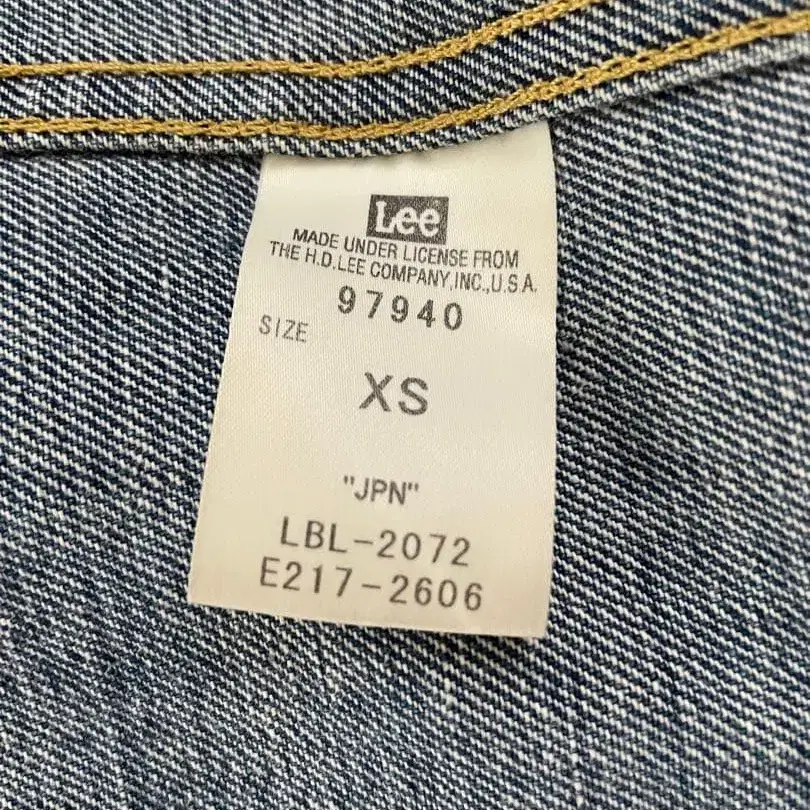 Lee
MADE UNDER LICENSE FROM
THE H.D.LEE COMPANY,INC.,U.S.A.
97940
SIZE
XS
"JPN"
LBL-2072
E217-2606